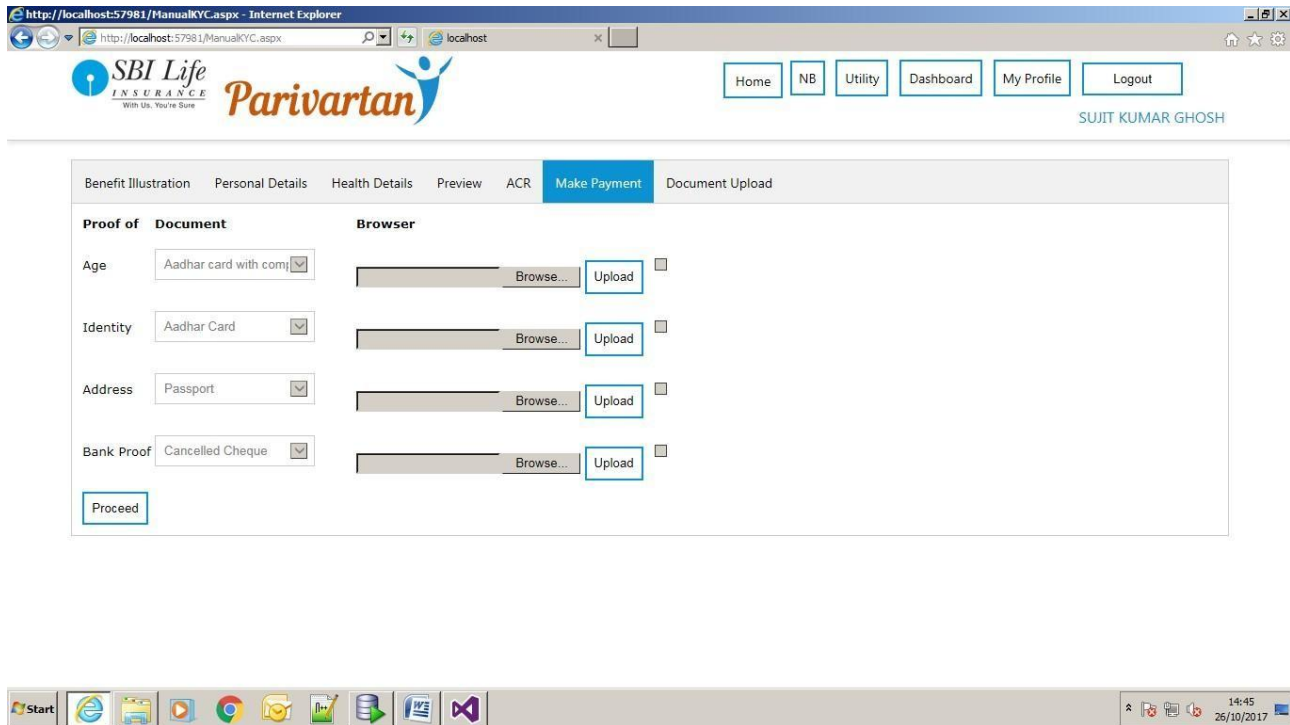 http://localhost:57981/ManualKYC.aspx - Internet Explorer
http://localhost:57981/ManualKYC.aspx
localhost
SBI Life
INSURANCE
With Us, You're Sure
Parivartan
Home NB Utility Dashboard My Profile Logout
SUJIT KUMAR GHOSH
Benefit Illustration Personal Details Health Details Preview ACR Make Payment Document Upload
Proof of Document Browser
Age Aadhar card with comp Browse... Upload
Identity Aadhar Card Browse... Upload
Address Passport Browse... Upload
Bank Proof Cancelled Cheque Browse... Upload
Proceed
Start
14:45
26/10/2017